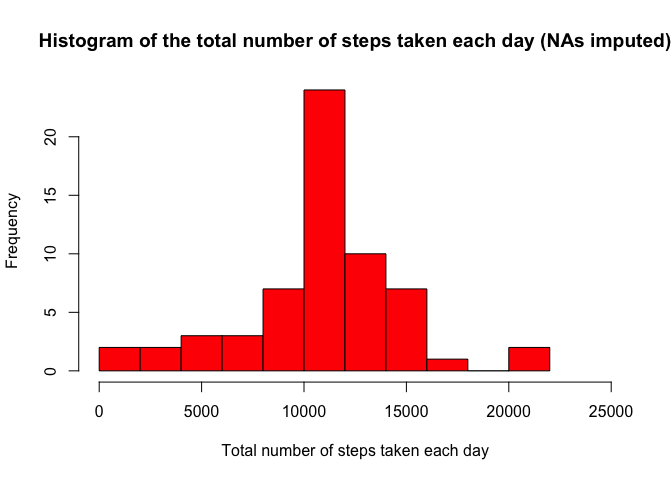 Histogram of the total number of steps taken each day (NAs imputed)
Frequency
20
15
10
5
0
0 5000 10000 15000 20000 25000
Total number of steps taken each day